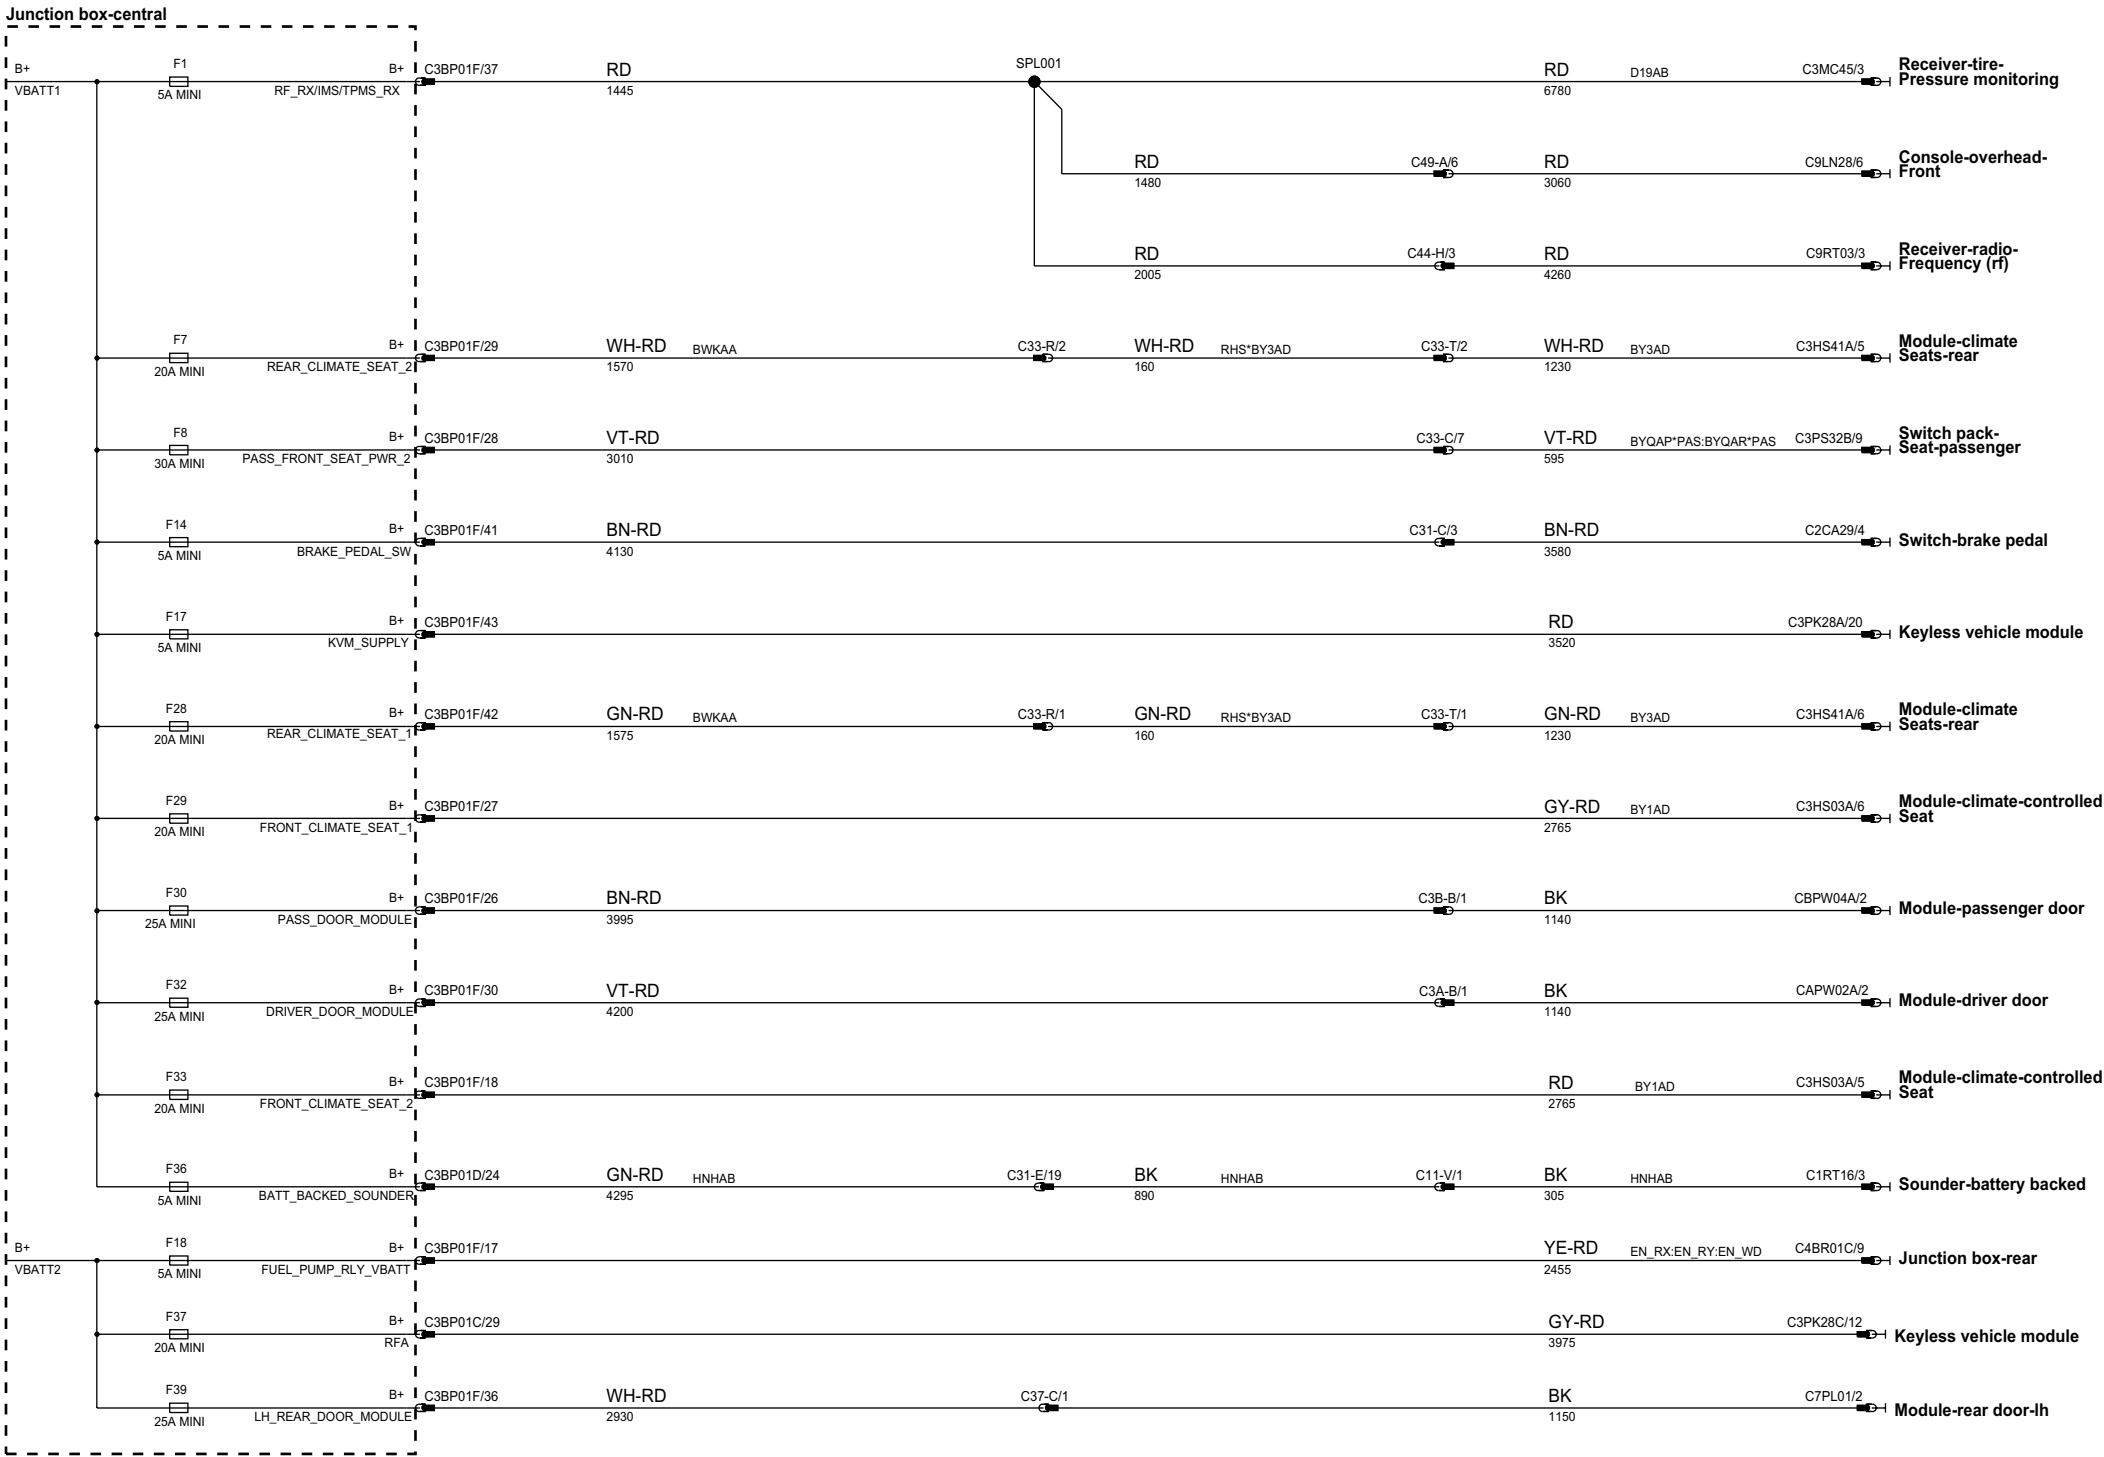 Junction box-central
B+
VBATT1
F1
5A MINI
B+
RF_RX/IMS/TPMS_RX
C3BP01F/37
RD
1445
SPL001
RD
6780
D19AB
C3MC45/3
Receiver-tire-
Pressure monitoring
RD
1480
C49-A/6
RD
3060
C9LN28/6
Console-overhead-
Front
RD
2005
C44-H/3
RD
4260
C9RT03/3
Receiver-radio-
Frequency (rf)
F7
20A MINI
B+
REAR_CLIMATE_SEAT_2
C3BP01F/29
WH-RD
1570
BWKAA
C33-R/2
WH-RD
160
RHS*BY3AD
C33-T/2
WH-RD
1230
BY3AD
C3HS41A/5
Module-climate
Seats-rear
F8
30A MINI
B+
PASS_FRONT_SEAT_PWR_2
C3BP01F/28
VT-RD
3010
C33-C/7
VT-RD
595
BYQAP*PAS:BYQAR*PAS
C3PS32B/9
Switch pack-
Seat-passenger
F14
5A MINI
B+
BRAKE_PEDAL_SW
C3BP01F/41
BN-RD
4130
C31-C/3
BN-RD
3580
C2CA29/4
Switch-brake pedal
F17
5A MINI
B+
KVM_SUPPLY
C3BP01F/43
RD
3520
C3PK28A/20
Keyless vehicle module
F28
20A MINI
B+
REAR_CLIMATE_SEAT_1
C3BP01F/42
GN-RD
1575
BWKAA
C33-R/1
GN-RD
160
RHS*BY3AD
C33-T/1
GN-RD
1230
BY3AD
C3HS41A/6
Module-climate
Seats-rear
F29
20A MINI
B+
FRONT_CLIMATE_SEAT_1
C3BP01F/27
GY-RD
2765
BY1AD
C3HS03A/6
Module-climate-controlled
Seat
F30
25A MINI
B+
PASS_DOOR_MODULE
C3BP01F/26
BN-RD
3995
C3B-B/1
BK
1140
CBPW04A/2
Module-passenger door
F32
25A MINI
B+
DRIVER_DOOR_MODULE
C3BP01F/30
VT-RD
4200
C3A-B/1
BK
1140
CAPW02A/2
Module-driver door
F33
20A MINI
B+
FRONT_CLIMATE_SEAT_2
C3BP01F/18
RD
2765
BY1AD
C3HS03A/5
Module-climate-controlled
Seat
F36
5A MINI
B+
BATT_BACKED_SOUNDER
C3BP01D/24
GN-RD
4295
HNHAB
C31-E/19
BK
890
HNHAB
C11-V/1
BK
305
HNHAB
C1RT16/3
Sounder-battery backed
B+
VBATT2
F18
5A MINI
B+
FUEL_PUMP_RLY_VBATT
C3BP01F/17
YE-RD
2455
EN_RX:EN_RY:EN_WD
C4BR01C/9
Junction box-rear
F37
20A MINI
B+
RFA
C3BP01C/29
GY-RD
3975
C3PK28C/12
Keyless vehicle module
F39
25A MINI
B+
LH_REAR_DOOR_MODULE
C3BP01F/36
WH-RD
2930
C37-C/1
BK
1150
C7PL01/2
Module-rear door-lh